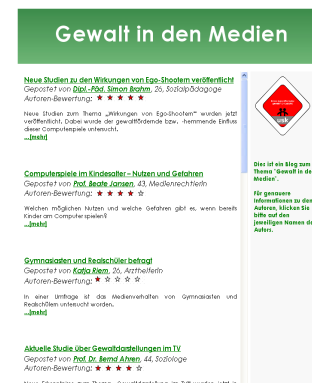 Gewalt in den Medien
Neue Studien zu den Wirkungen von Ego-Shootern veröffentlicht
Gepostet von Dipl.-Päd. Simon Brahm, 26, Sozialpädagoge
Autoren-Bewertung:
Neue Studien zum Thema „Wirkungen von Ego-Shootern" wurden jetzt
veröffentlicht. Dabei wurde der gewaltfördernde bzw. -hemmende Einfluss
dieser Computerspiele untersucht.
...[mehr]
Computerspiele im Kindesalter – Nutzen und Gefahren
Gepostet von Prof. Beate Jansen, 43, Medienrechtlerin
Autoren-Bewertung:
Welchen möglichen Nutzen und welche Gefahren gibt es, wenn bereits
Kinder am Computer spielen?
...[mehr]
Gymnasiasten und Realschüler befragt
Gepostet von Katja Riem, 26, Arzthelferin
Autoren-Bewertung:
In einer Umfrage ist das Medienverhalten von Gymnasiasten und
Realschülern untersucht worden.
...[mehr]
Aktuelle Studie über Gewaltdarstellungen im TV
Gepostet von Prof. Dr. Bernd Ahren, 44, Soziologe
Autoren-Bewertung:
usk
Dies ist ein Blog zum
Thema "Gewalt in de
Medien".
Für genauere
Informationen zu den
Autoren, klicken Sie
bitte auf den
jeweiligen Namen de
Autors.